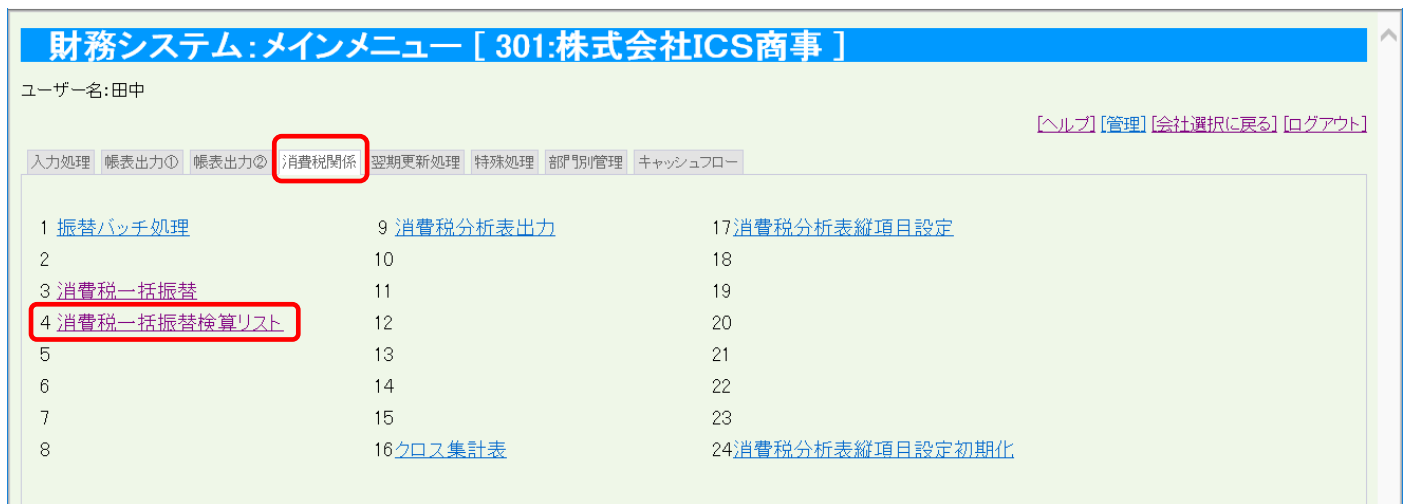 財務システム:メインメニュー [ 301:株式会社ICS商事 ]
ユーザー名:田中
[ヘルプ] [管理] [会社選択に戻る] [ログアウト]
入力処理 帳表出力① 帳表出力② 消費税関係 翌期更新処理 特殊処理 部門別管理 キャッシュフロー
1 振替バッチ処理 9 消費税分析表出力 17消費税分析表縦項目設定
2 10 18
3 消費税一括振替 11 19
4 消費税一括振替検算リスト 12 20
5 13 21
6 14 22
7 15 23
8 16クロス集計表 24消費税分析表縦項目設定初期化